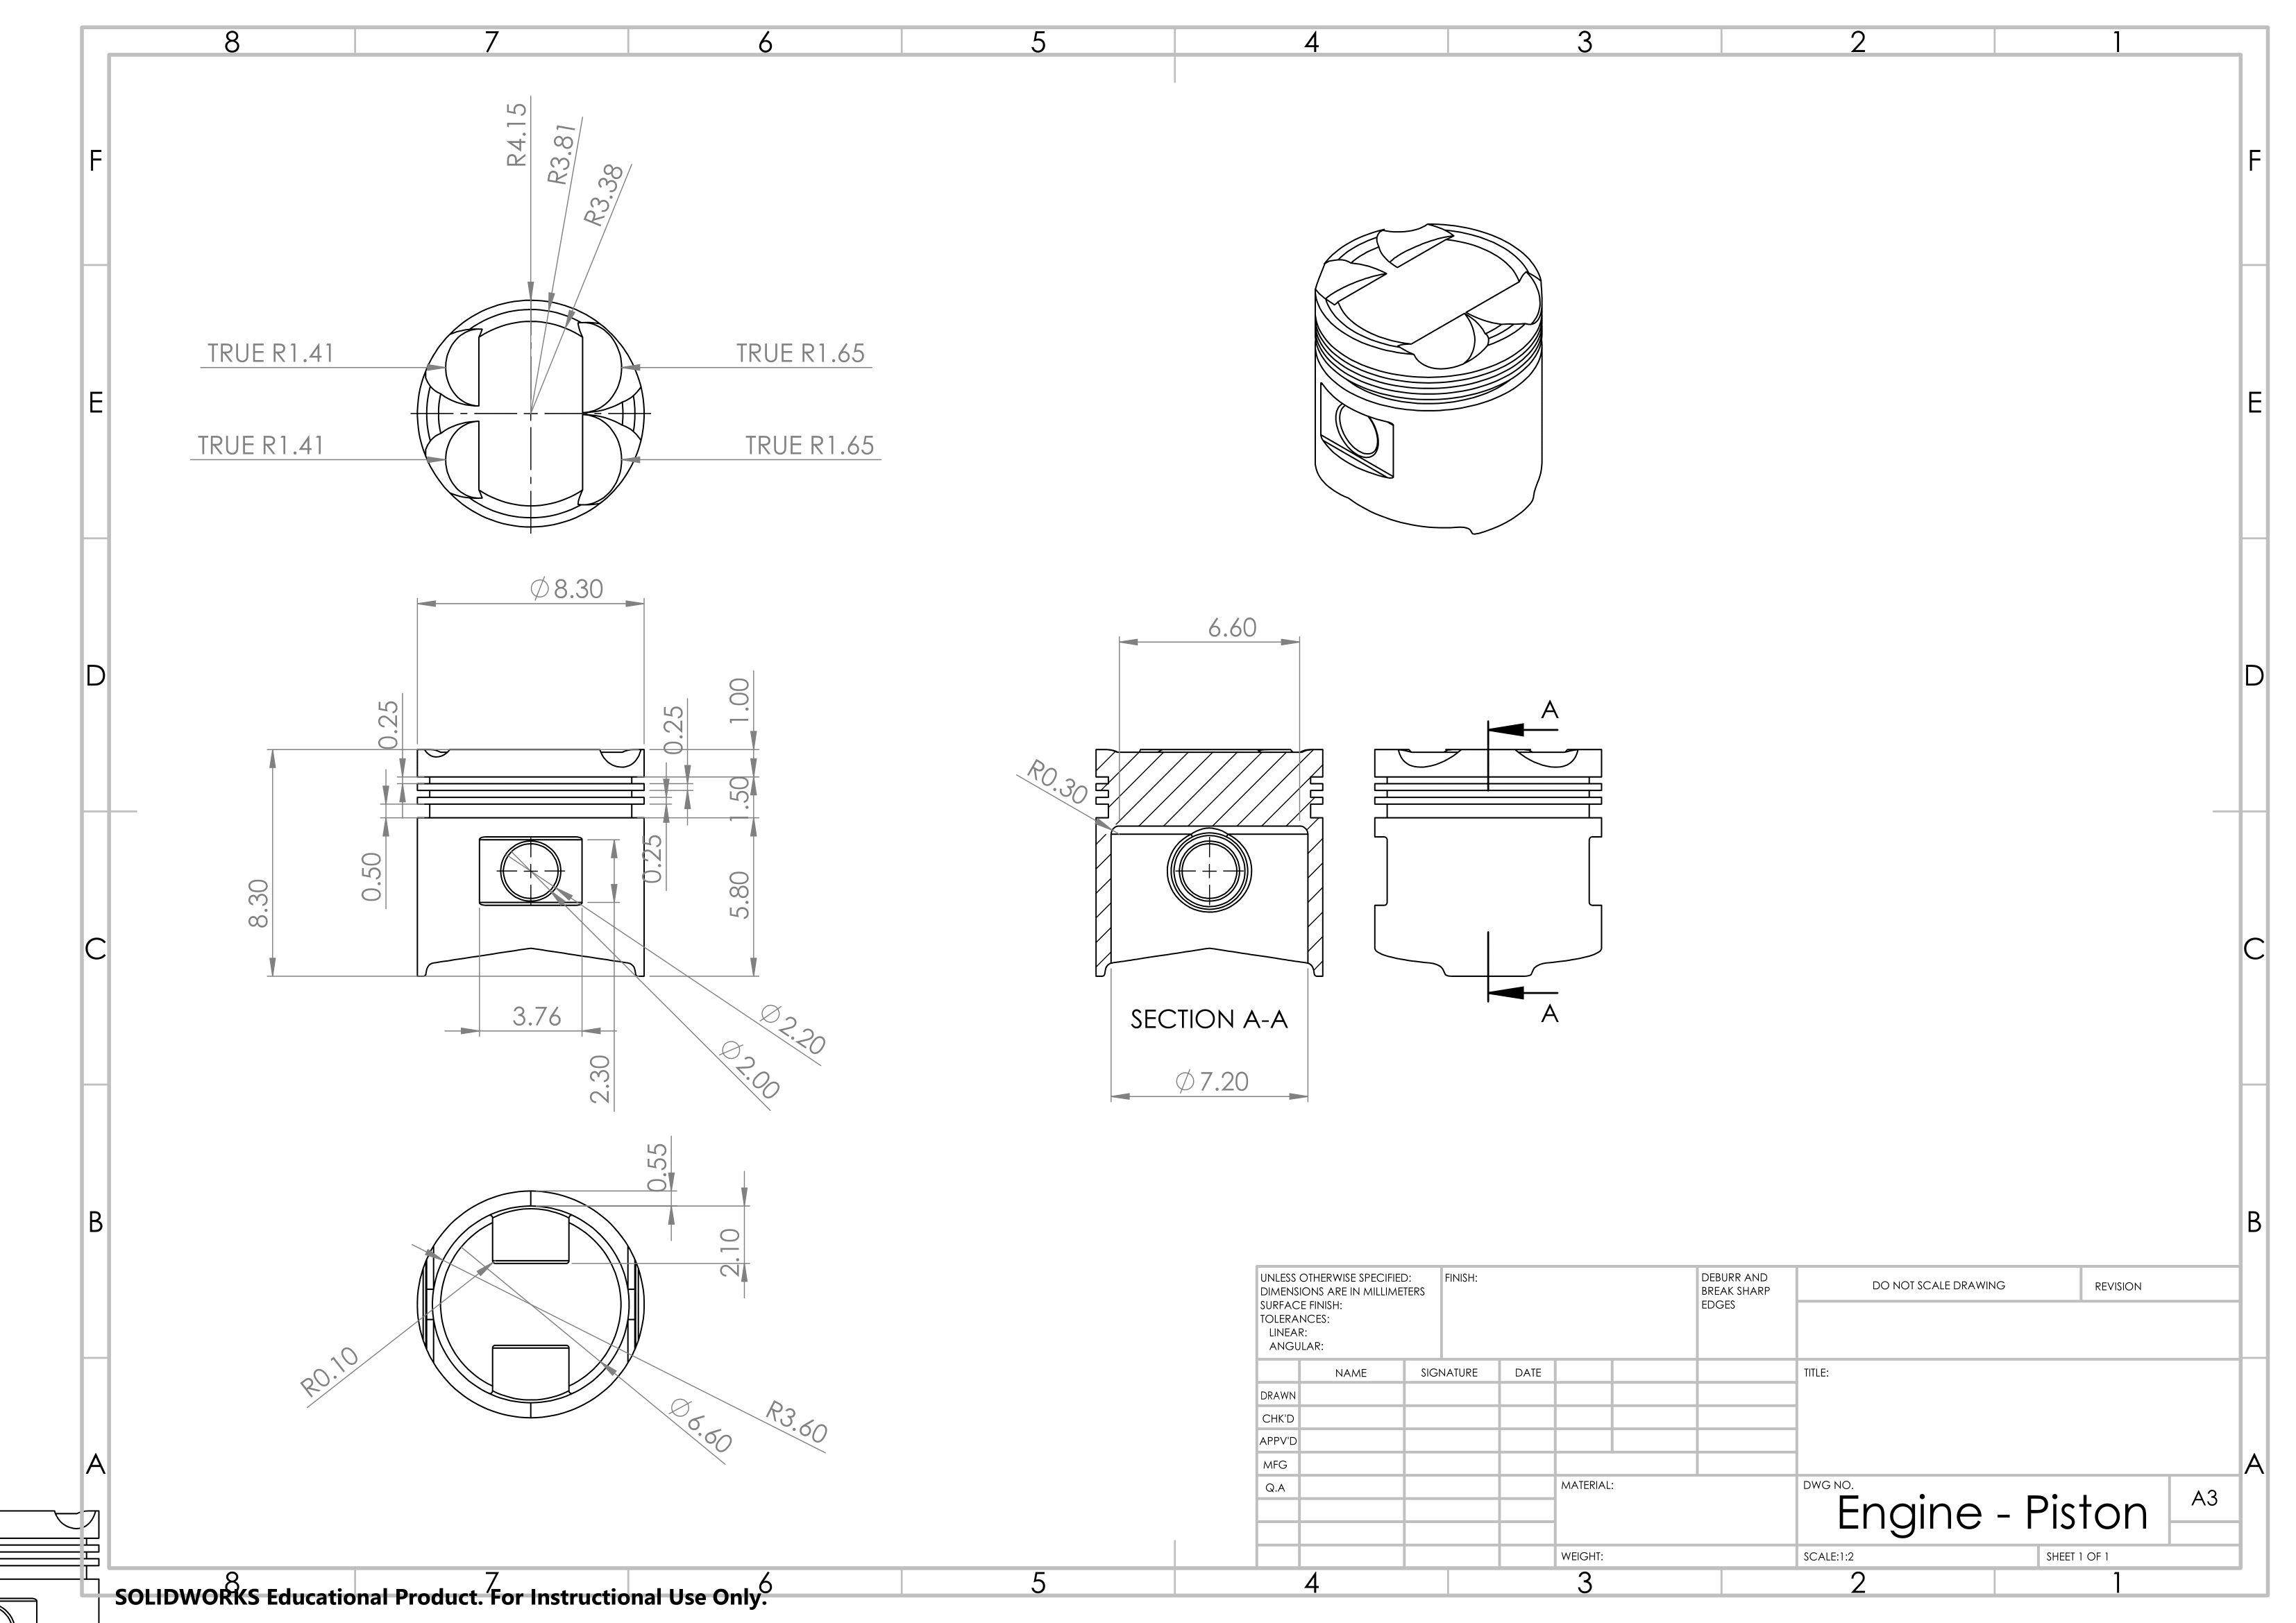 8 7 6 5 4 3 2 1
F F
R4.15
R3.81
R3.38
TRUE R1.41
TRUE R1.65
E E
TRUE R1.41
TRUE R1.65
⌀8.30
6.60
D D
0.25
0.25
1.00
A
R0.30
1.50
0.50
0.25
8.30
5.80
C C
3.76
⌀2.20
⌀2.00
2.30
SECTION A-A
A
⌀7.20
0.55
2.10
B B
R0.10
⌀6.60
R3.60
UNLESS OTHERWISE SPECIFIED:
DIMENSIONS ARE IN MILLIMETERS
SURFACE FINISH:
TOLERANCES:
LINEAR:
ANGULAR:
FINISH:
DEBURR AND
BREAK SHARP
EDGES
DO NOT SCALE DRAWING
REVISION
NAME SIGNATURE DATE
TITLE:
DRAWN
CHK'D
APPV'D
MFG
Q.A
A A
MATERIAL:
DWG NO.
Engine - Piston
A3
WEIGHT:
SCALE:1:2
SHEET 1 OF 1
8 7 6 5 4 3 2 1
SOLIDWORKS Educational Product. For Instructional Use Only.